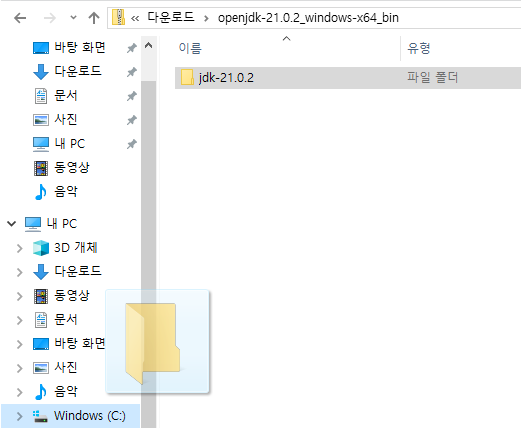 « 다운로드 > openjdk-21.0.2_windows-x64_bin
이름 유형
바탕 화면
다운로드
문서
사진
내 PC
동영상
음악
jdk-21.0.2 파일 폴더
내 PC
3D 개체
다운로드
동영상
문서
바탕 화면
사진
음악
Windows (C:)